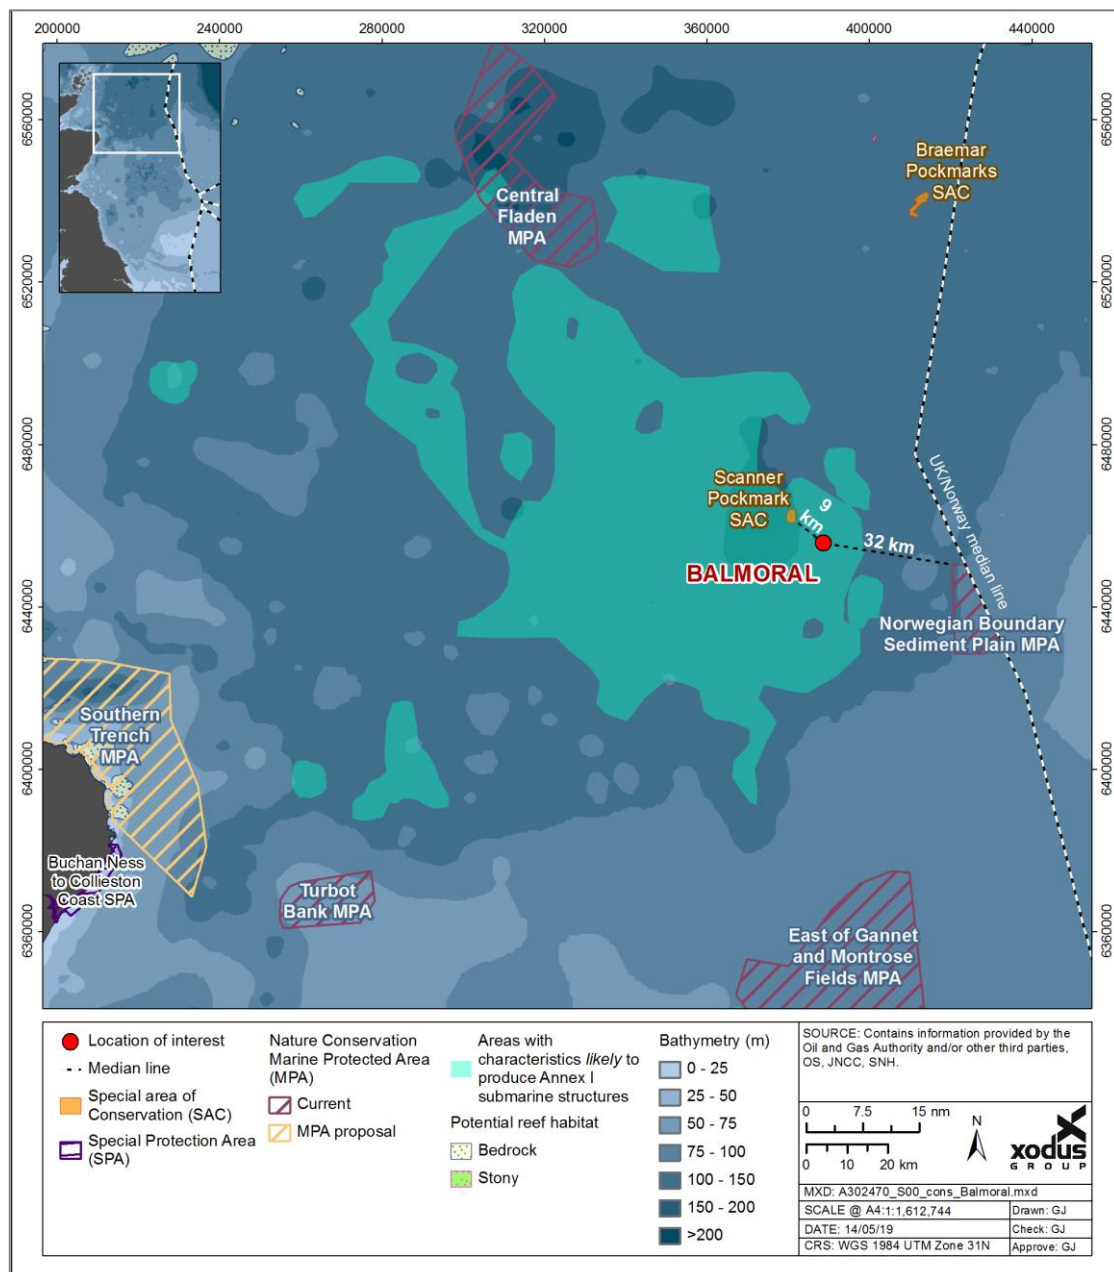 200000
240000
280000
320000
360000
400000
440000
6560000
6520000
6480000
6440000
6400000
6360000
6560000
6520000
6480000
6440000
6400000
6360000
Braemar
Pockmarks
SAC
Central
Fladen
MPA
Scanner
Pockmark
SAC
9
km
32 km
BALMORAL
UK/Norway median line
Norwegian Boundary
Sediment Plain MPA
Southern
Trench
MPA
Buchan Ness
to Collieston
Coast SPA
Turbot
Bank MPA
East of Gannet
and Montrose
Fields MPA
Location of interest
Median line
Special area of
Conservation (SAC)
Special Protection Area
(SPA)
Nature Conservation
Marine Protected Area
(MPA)
Current
MPA proposal
Areas with
characteristics likely to
produce Annex I
submarine structures
Potential reef habitat
Bedrock
Stony
Bathymetry (m)
0 - 25
25 - 50
50 - 75
75 - 100
100 - 150
150 - 200
>200
SOURCE: Contains information provided by the
Oil and Gas Authority and/or other third parties,
OS, JNCC, SNH.
0 7.5 15 nm
0 10 20 km
N
xodus
GROUP
MXD: A302470_S00_cons_Balmoral.mxd
SCALE @ A4:1:1,612,744
Drawn: GJ
DATE: 14/05/19
Check: GJ
CRS: WGS 1984 UTM Zone 31N
Approve: GJ